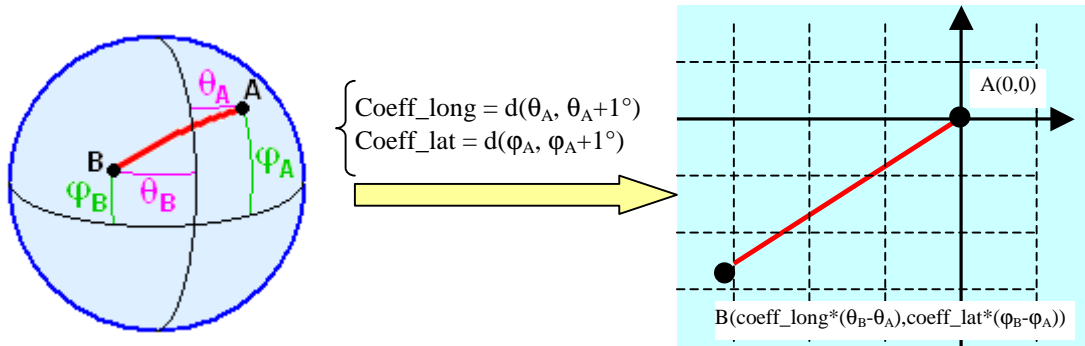 θA
A
B
φA
φB
θB
Coeff_long = d(θA, θA+1°)
Coeff_lat = d(φA, φA+1°)
A(0,0)
B(coeff_long*(θB-θA),coeff_lat*(φB-φA))